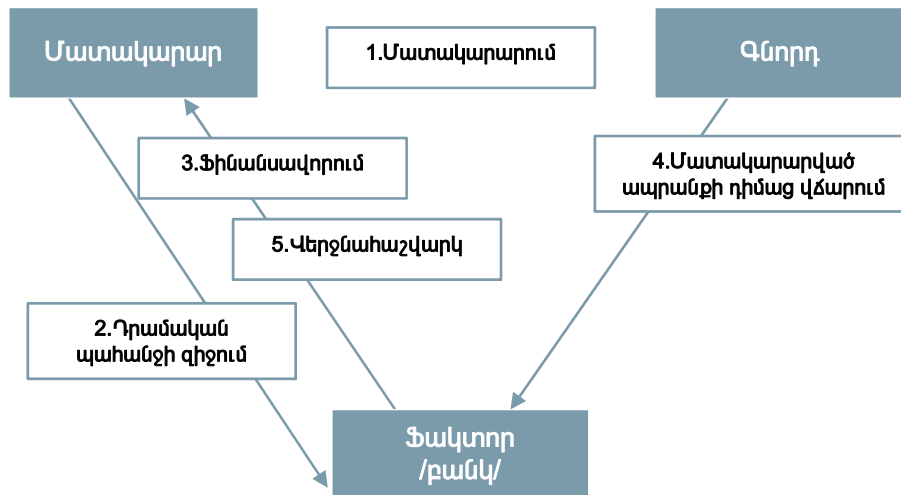 Մատակարար
1.Մատակարարում
Գնորդ
3.Ֆինանսավորում
4.Մատակարարված
ապրանքի դիմաց վճարում
5.Վերջնահաշվարկ
2.Դրամական
պահանջի զիջում
Ֆակտոր
/բանկ/